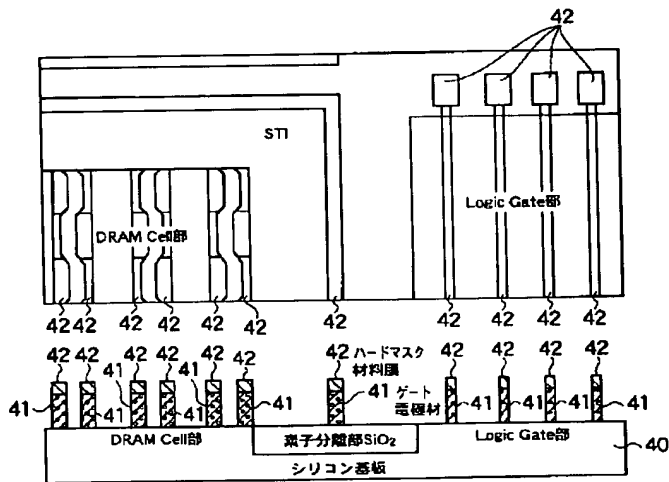 42
STI
DRAM Cell部
Logic Gate部
42 42 42 42 42 42 42 42 42 42 42
42 42 42 42 42 42 42 ハードマスク材料膜 42 42 42 42
41 41 41 41 41 41 41 ゲート電極材 41 41 41 41
DRAM Cell部
素子分離部SiO₂
Logic Gate部
40
シリコン基板